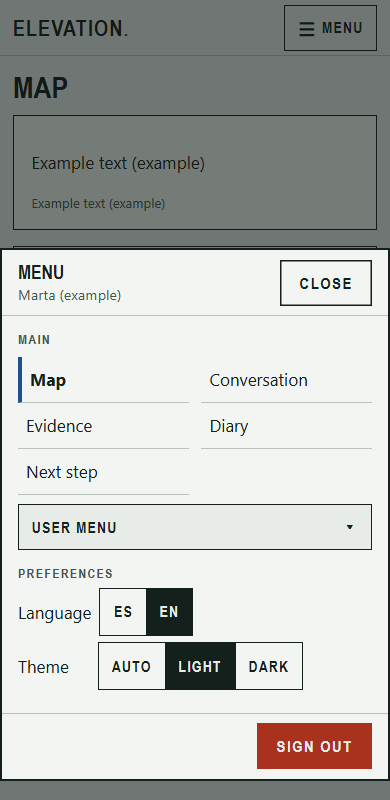 ELEVATION.
MENU
MAP
Example text (example)
Example text (example)
MENU
Marta (example)
CLOSE
MAIN
Map
Conversation
Evidence
Diary
Next step
USER MENU
PREFERENCES
Language
ES
EN
Theme
AUTO
LIGHT
DARK
SIGN OUT